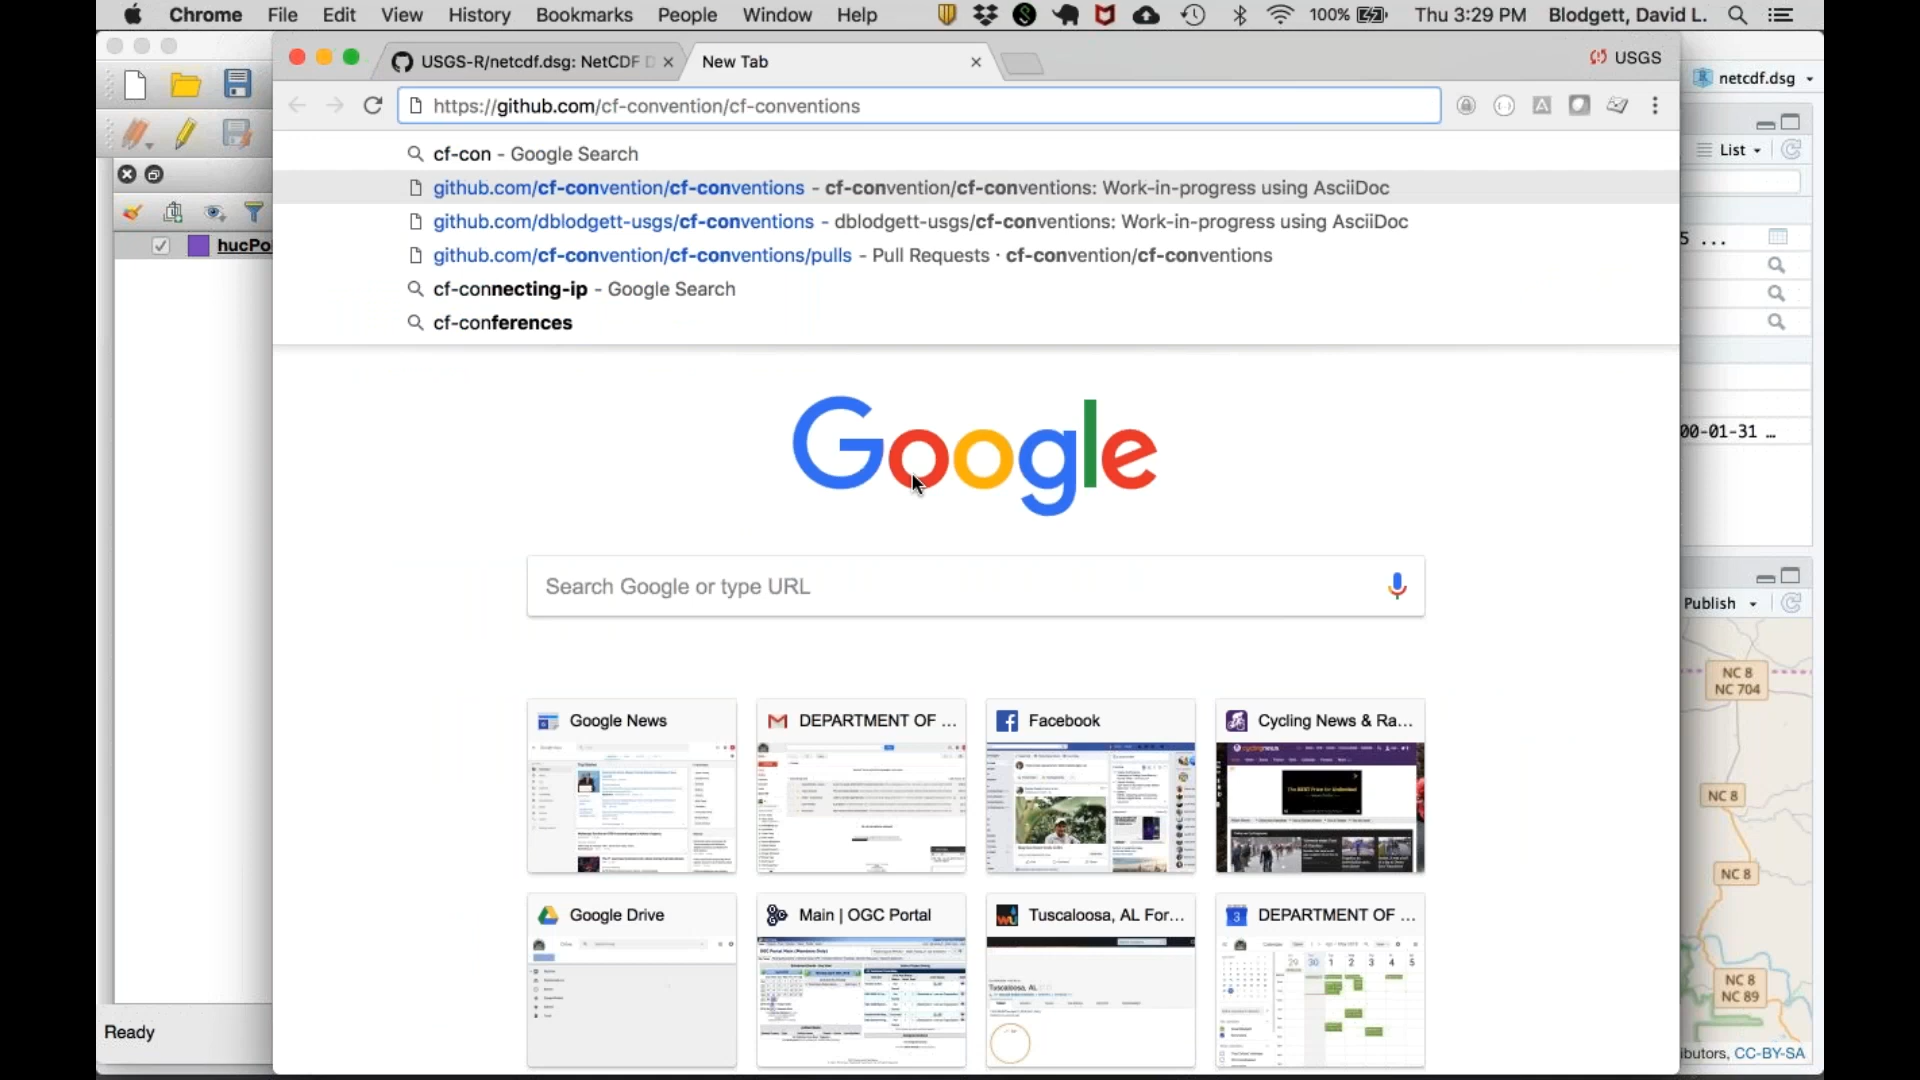 Chrome File Edit View History Bookmarks People Window Help 100% Thu 3:29 PM Blodgett, David L.
USGS-R/netcdf.dsg: NetCDF D New Tab USGS
netcdf.dsg
https://github.com/cf-convention/cf-conventions
List
cf-con - Google Search
github.com/cf-convention/cf-conventions - cf-convention/cf-conventions: Work-in-progress using AsciiDoc
github.com/dblodgett-usgs/cf-conventions - dblodgett-usgs/cf-conventions: Work-in-progress using AsciiDoc
5 ...
hucPo
github.com/cf-convention/cf-conventions/pulls - Pull Requests · cf-convention/cf-conventions
cf-connecting-ip - Google Search
cf-conferences
00-01-31 …
Google
Search Google or type URL
Publish
NC 8
NC 704
Google News DEPARTMENT OF ... Facebook Cycling News & Ra...
NC 8
NC 8
Google Drive Main | OGC Portal Tuscaloosa, AL For... DEPARTMENT OF ...
NC 8
NC 89
Ready
ibutors, CC-BY-SA